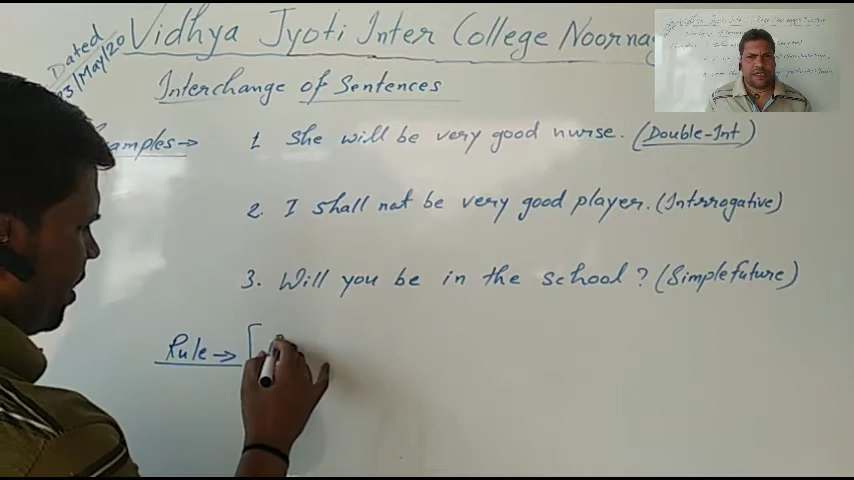 Dated
23/May/20
Vidhya Jyoti Inter College Noornag
Interchange of Sentences
amples→
1 She will be very good nurse. (Double-Int)
2. I shall not be very good player. (Intrrogative)
3. Will you be in the school? (Simple future)
Rule→ [